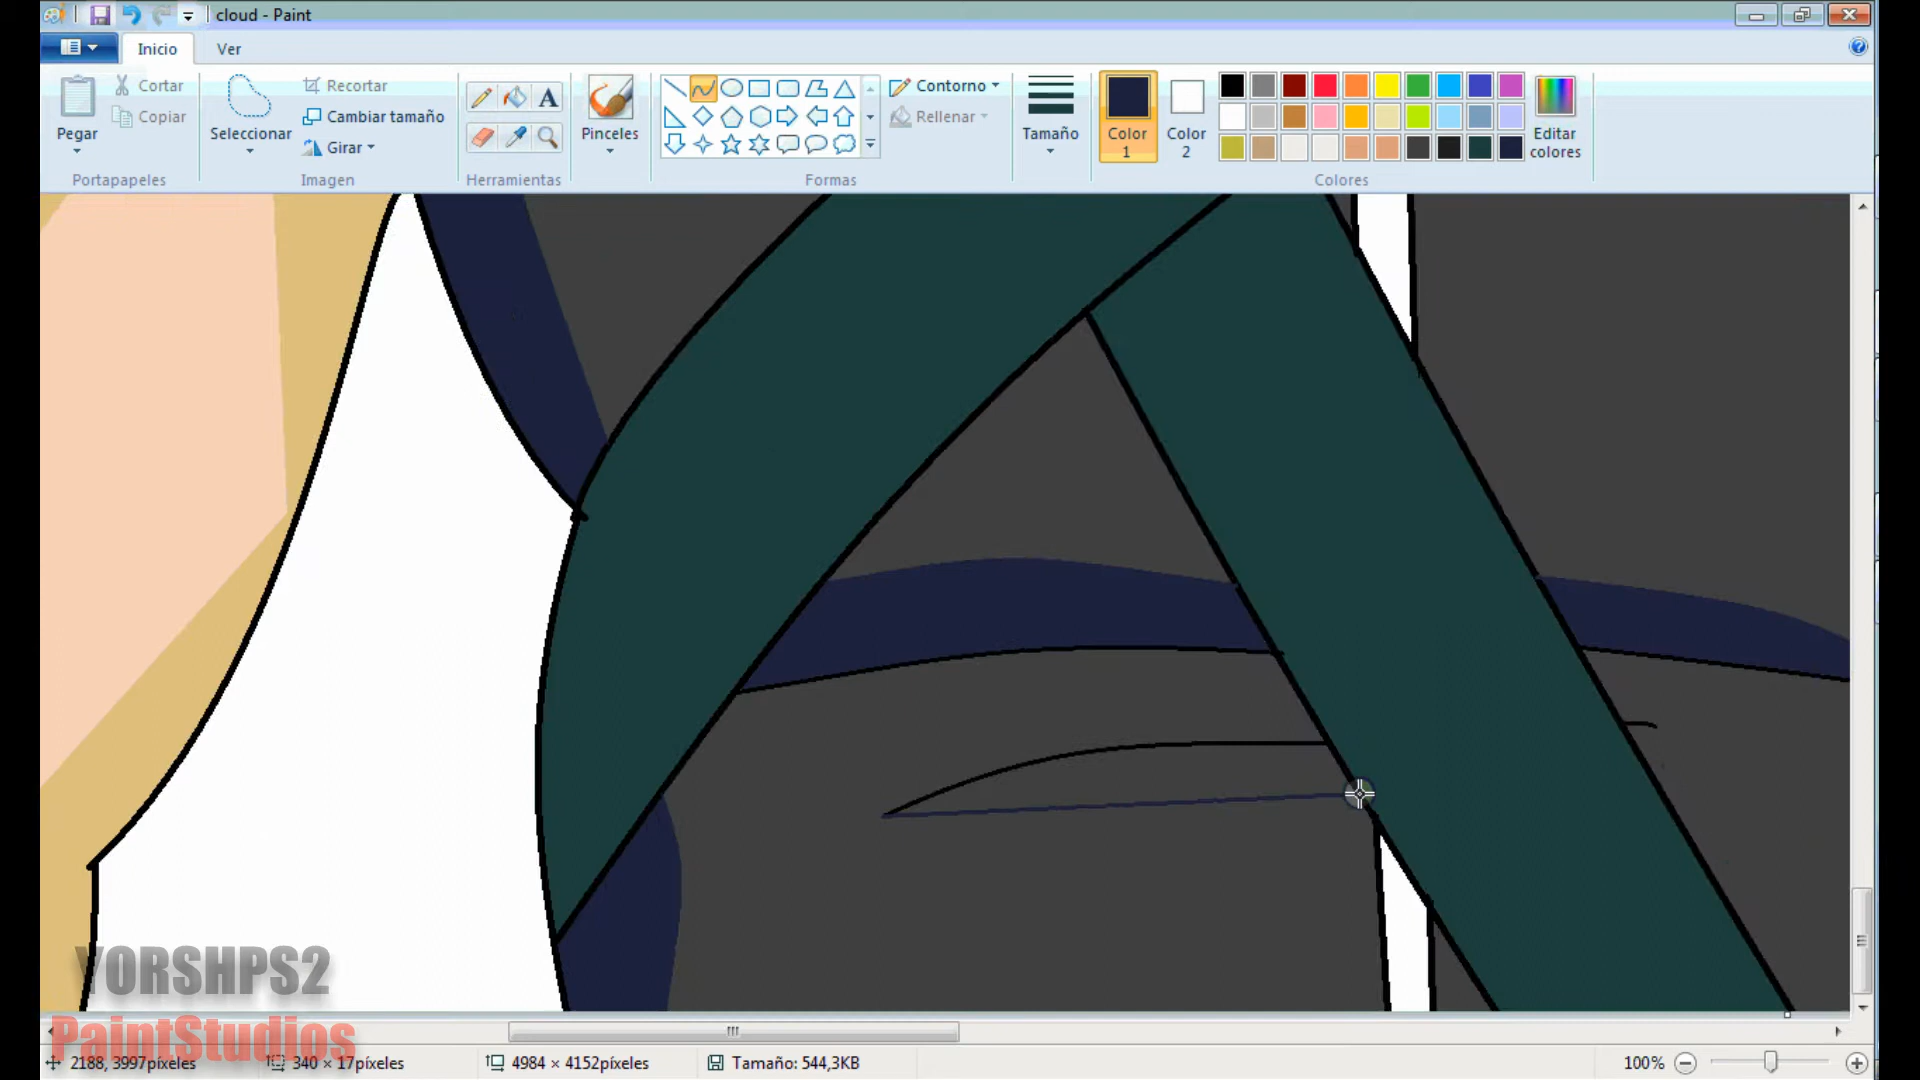 cloud - Paint
Inicio Ver
Pegar
Cortar
Copiar
Portapapeles
Seleccionar
Recortar
Cambiar tamaño
Girar
Imagen
A
Herramientas
Pinceles
Contorno
Rellenar
Formas
Tamaño
Color 1
Color 2
Editar colores
Colores
YORSHPS2
PaintStudios
2188, 3997píxeles
340 × 17píxeles
4984 × 4152píxeles
Tamaño: 544,3KB
100%